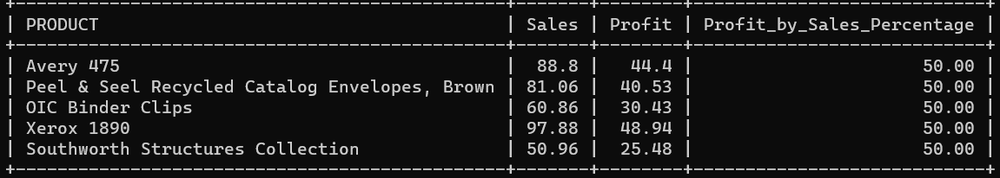 +------------------------------------------------+-------+--------+----------------------------+
| PRODUCT                                       | Sales | Profit | Profit_by_Sales_Percentage |
+------------------------------------------------+-------+--------+----------------------------+
| Avery 475                                     |  88.8 |   44.4 |                      50.00 |
| Peel & Seel Recycled Catalog Envelopes, Brown | 81.06 |  40.53 |                      50.00 |
| OIC Binder Clips                              | 60.86 |  30.43 |                      50.00 |
| Xerox 1890                                    | 97.88 |  48.94 |                      50.00 |
| Southworth Structures Collection              | 50.96 |  25.48 |                      50.00 |
+------------------------------------------------+-------+--------+----------------------------+